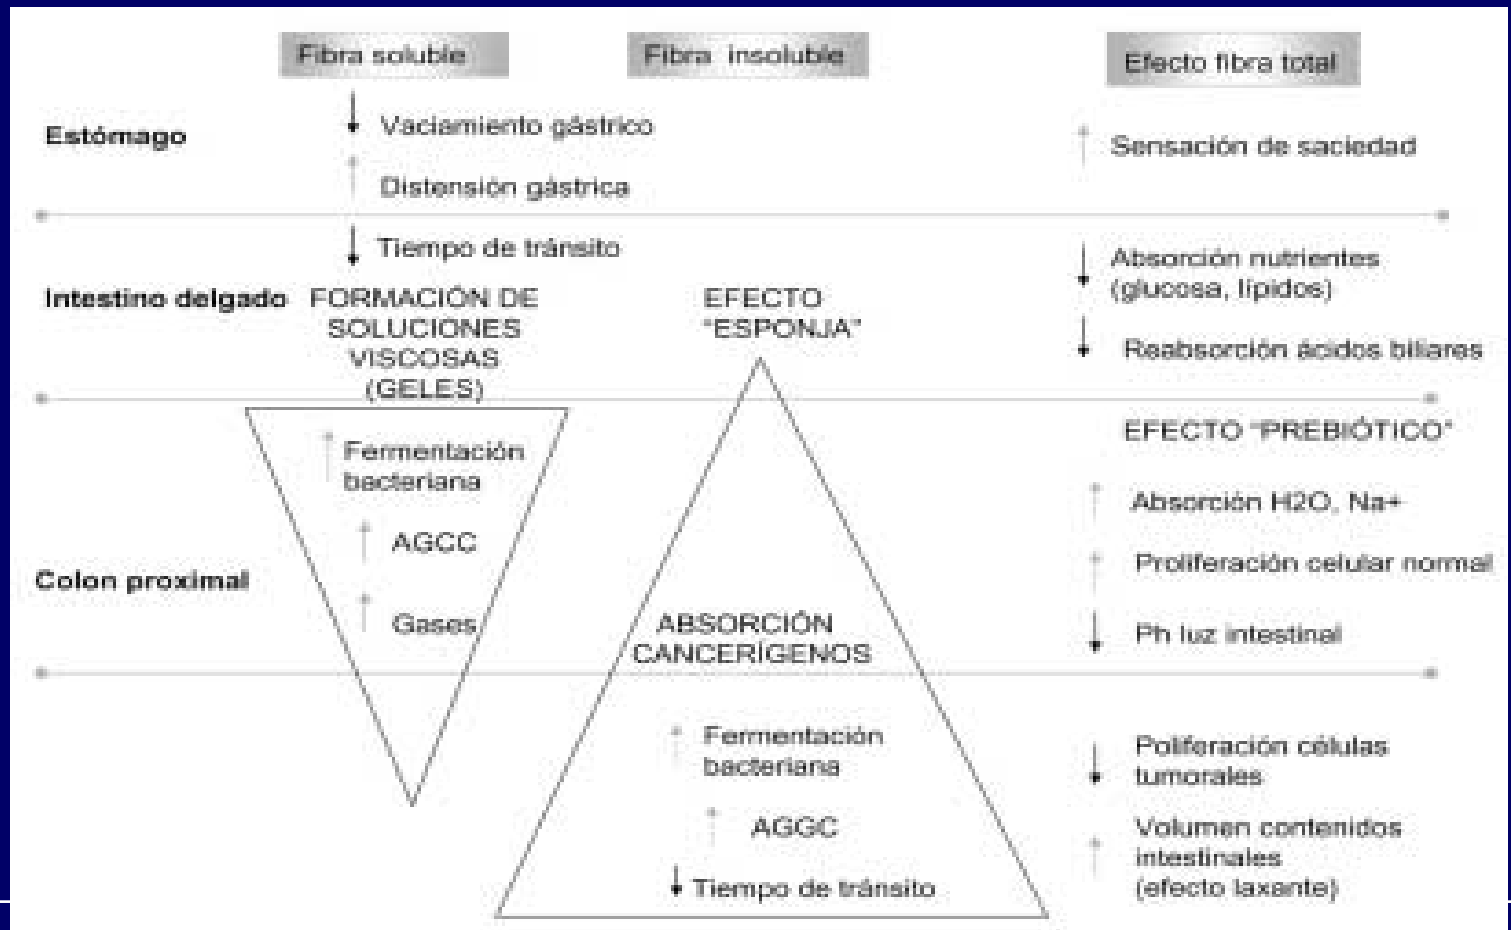 Fibra soluble
Fibra insoluble
Efecto fibra total
Estómago
↓ Vaciamiento gástrico
↑ Distensión gástrica
↑ Sensación de saciedad
↓ Tiempo de tránsito
Intestino delgado
FORMACIÓN DE
SOLUCIONES
VISCOSAS
(GELES)
EFECTO
"ESPONJA"
↓ Absorción nutrientes
(glucosa, lípidos)
↓ Reabsorción ácidos biliares
Colon proximal
↑ Fermentación
bacteriana
↑ AGCC
↑ Gases
ABSORCIÓN
CANCERÍGENOS
EFECTO "PREBIÓTICO"
↑ Absorción H2O, Na+
↑ Proliferación celular normal
↓ Ph luz intestinal
↑ Fermentación
bacteriana
↑ AGGC
↓ Tiempo de tránsito
↓ Poliferación células
tumorales
↑ Volumen contenidos
intestinales
(efecto laxante)